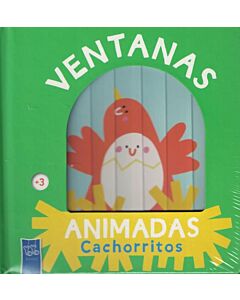 VENTANAS
+3
ANIMADAS
Cachorritos